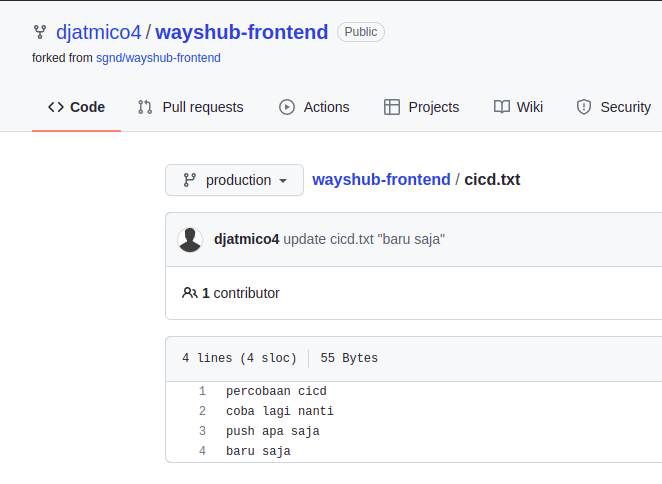 djatmico4 / wayshub-frontend Public
forked from sgnd/wayshub-frontend
Code Pull requests Actions Projects Wiki Security
production wayshub-frontend / cicd.txt
djatmico4 update cicd.txt "baru saja"
1 contributor
4 lines (4 sloc) 55 Bytes
1 percobaan cicd
2 coba lagi nanti
3 push apa saja
4 baru saja